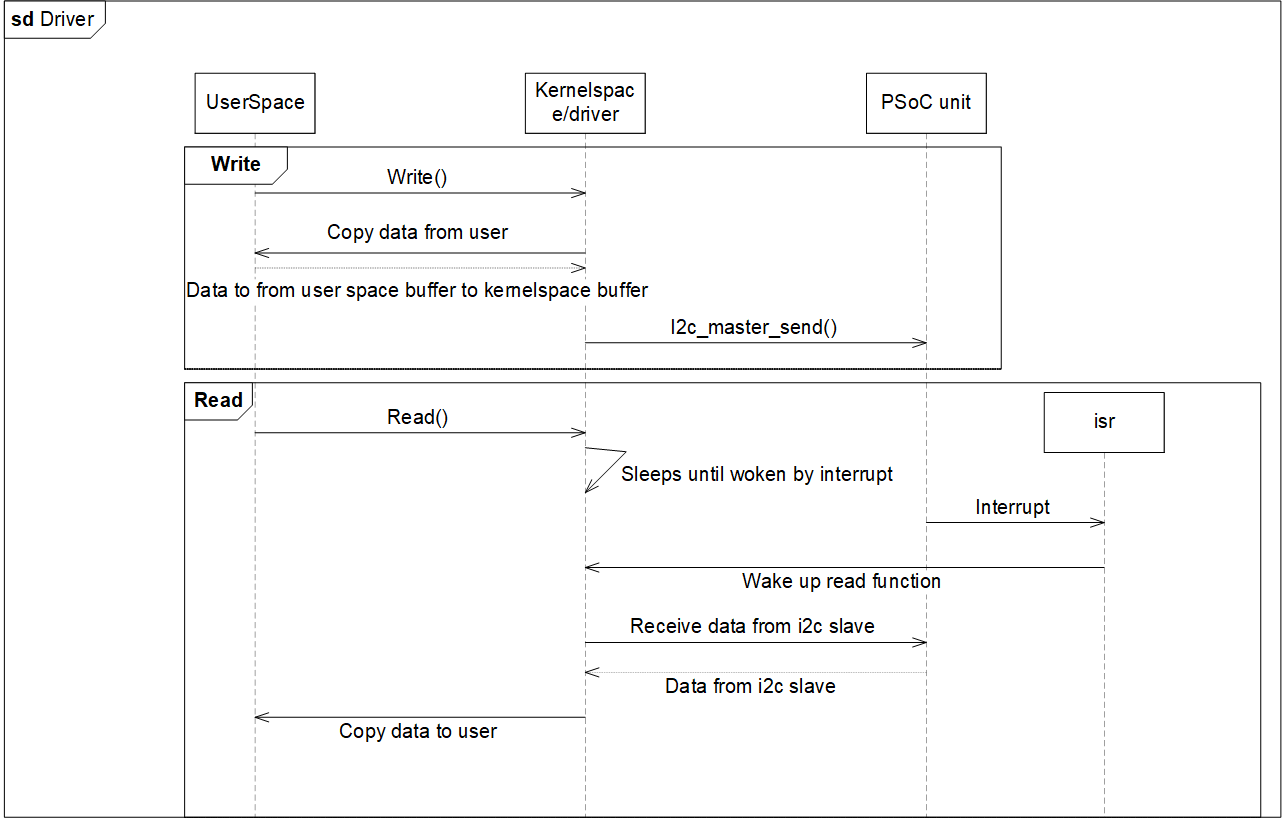 sd Driver
UserSpace
Kernelspac
e/driver
PSoC unit
Write
Write()
Copy data from user
Data to from user space buffer to kernelspace buffer
I2c_master_send()
Read
Read()
isr
Sleeps until woken by interrupt
Interrupt
Wake up read function
Receive data from i2c slave
Data from i2c slave
Copy data to user